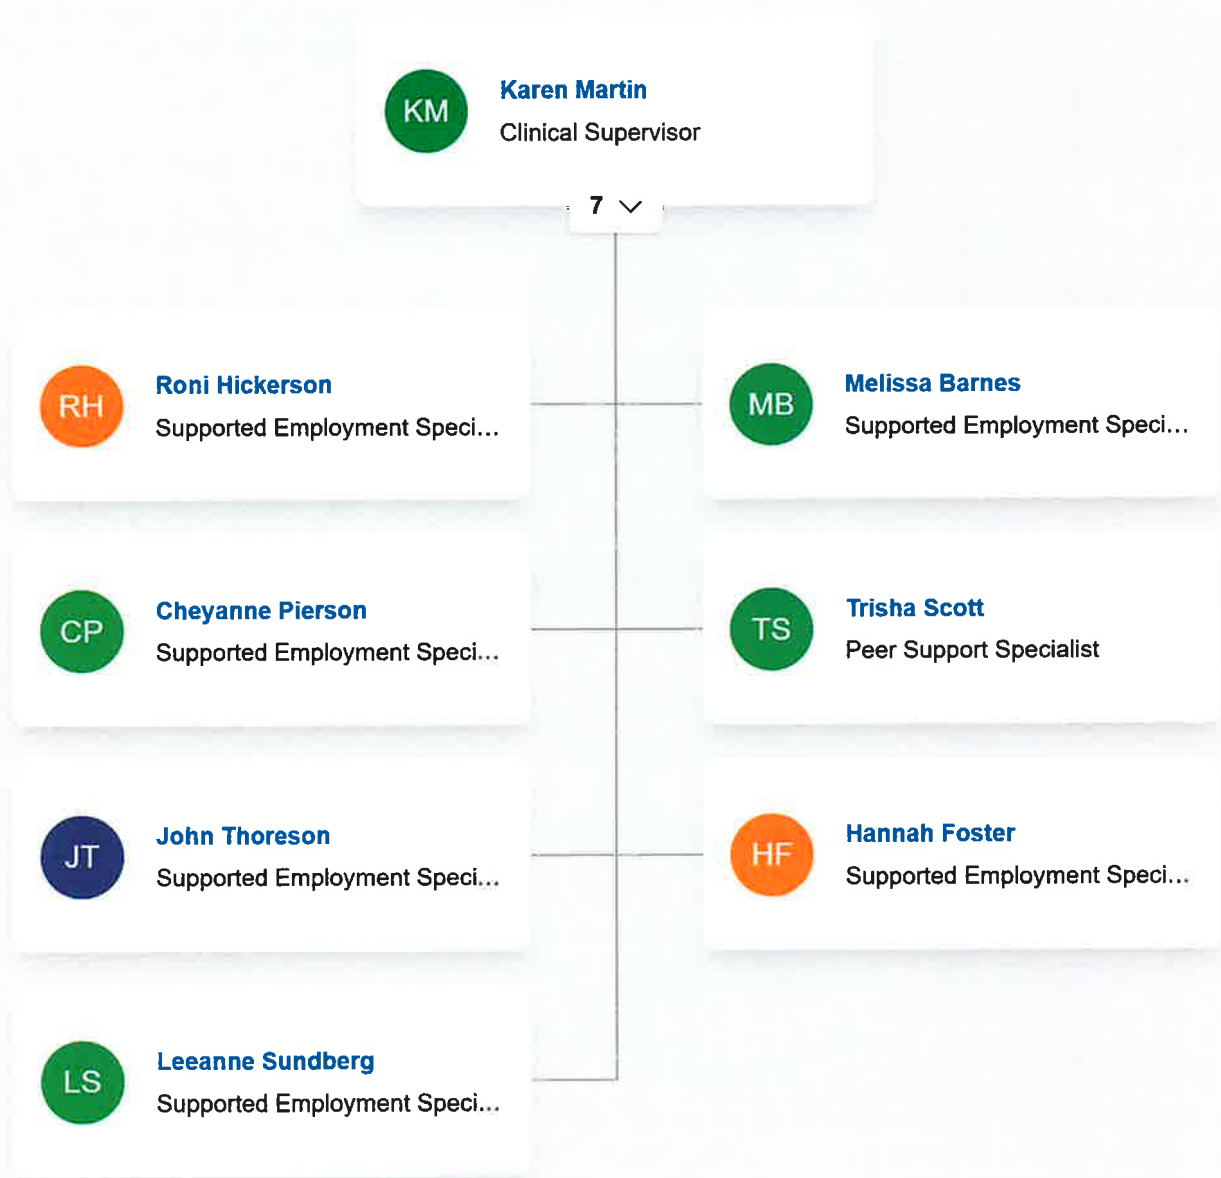 KM
Karen Martin
Clinical Supervisor
7
RH
Roni Hickerson
Supported Employment Speci...
MB
Melissa Barnes
Supported Employment Speci...
CP
Cheyanne Pierson
Supported Employment Speci...
TS
Trisha Scott
Peer Support Specialist
JT
John Thoreson
Supported Employment Speci...
HF
Hannah Foster
Supported Employment Speci...
LS
Leeanne Sundberg
Supported Employment Speci...